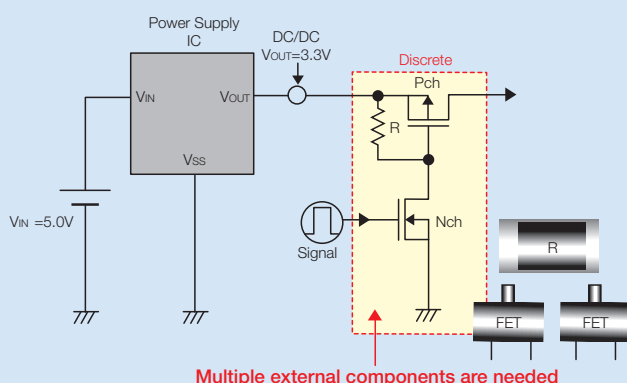 Power Supply
IC
DC/DC
VOUT=3.3V
Discrete
Pch
VIN
VOUT
R
VSS
VIN =5.0V
Nch
Signal
R
FET
FET
Multiple external components are needed